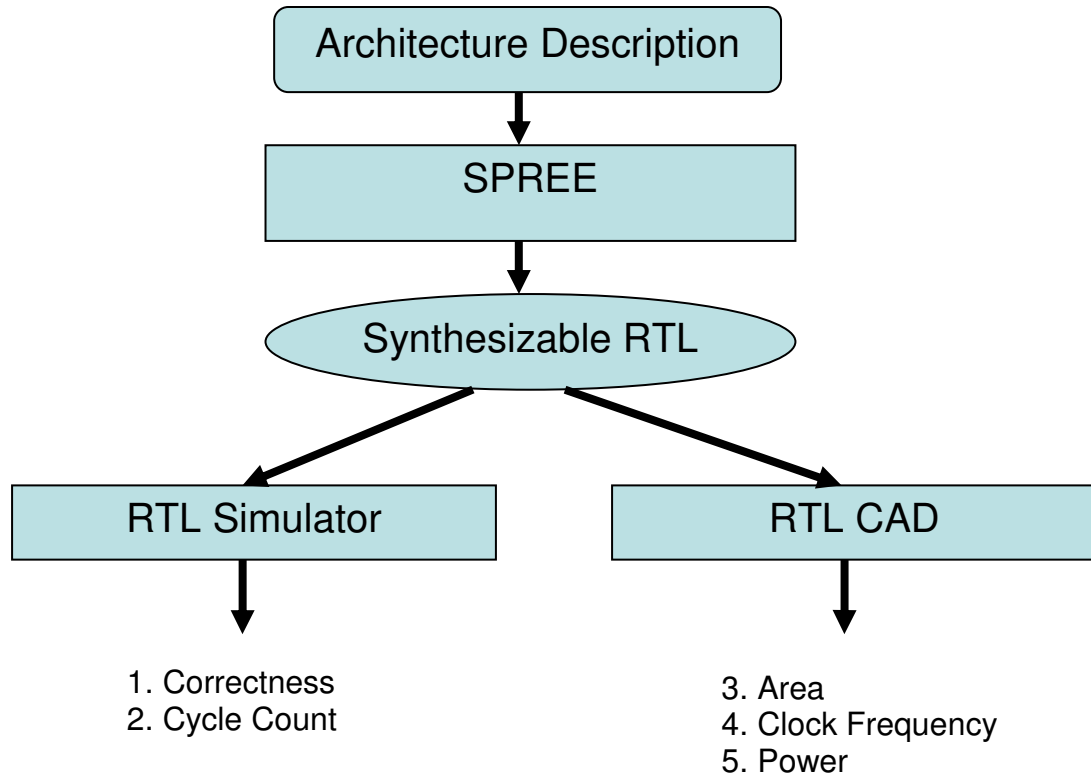 Architecture Description
SPREE
Synthesizable RTL
RTL Simulator
RTL CAD
1. Correctness
2. Cycle Count
3. Area
4. Clock Frequency
5. Power